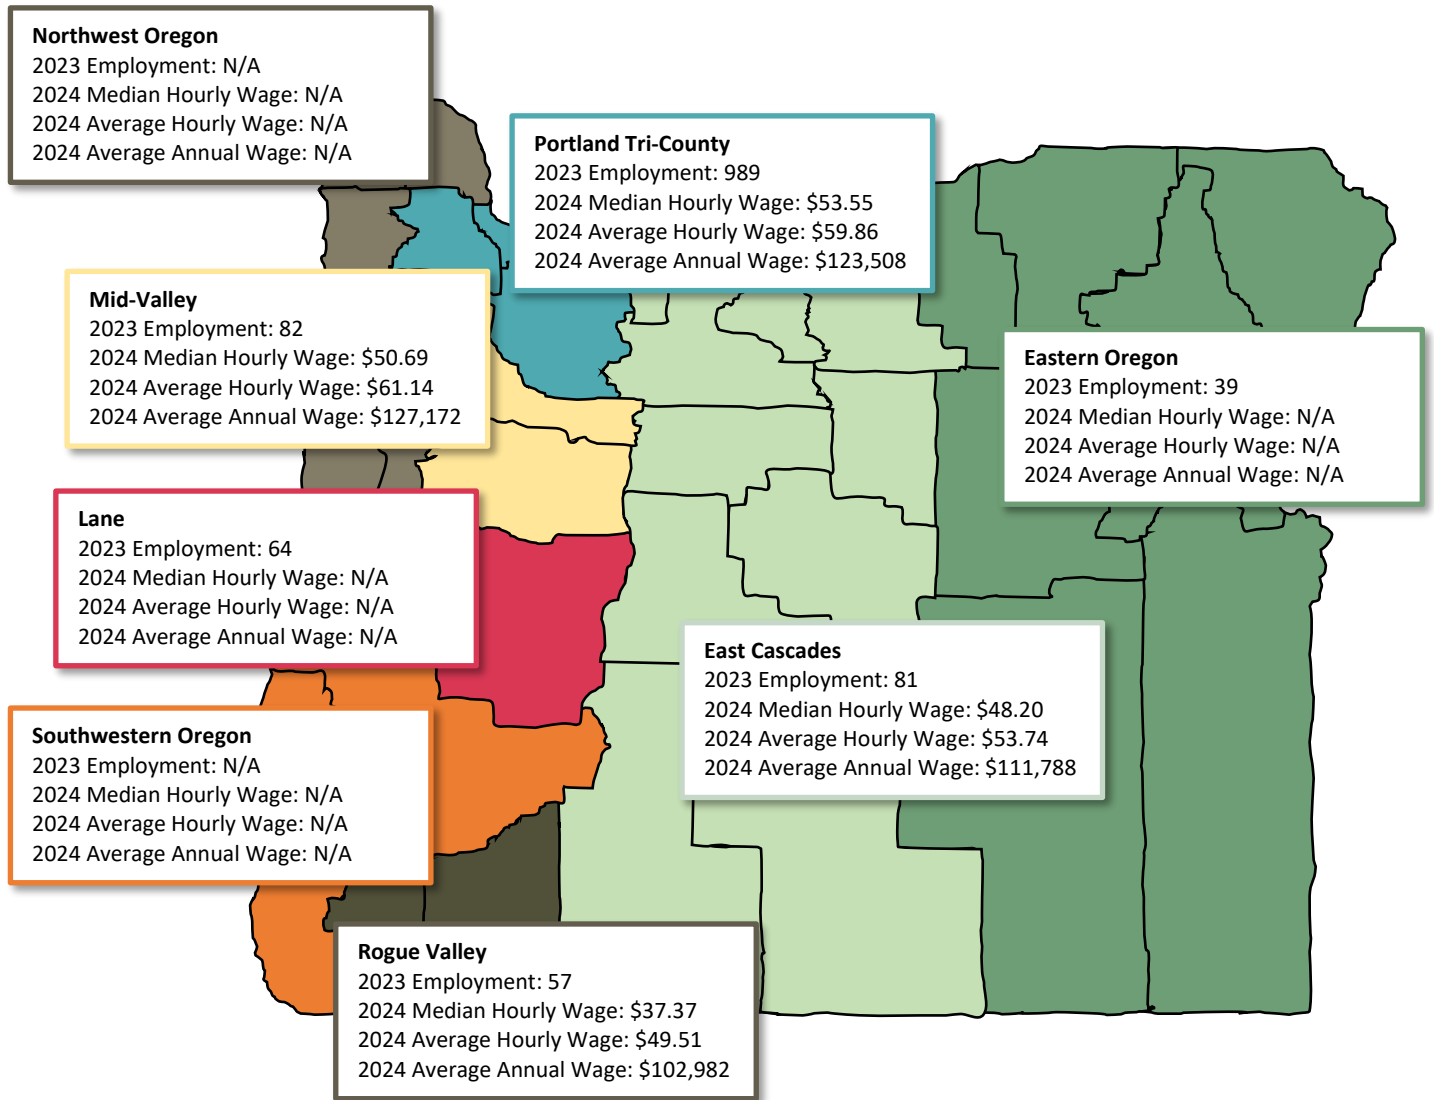 Northwest Oregon
2023 Employment: N/A
2024 Median Hourly Wage: N/A
2024 Average Hourly Wage: N/A
2024 Average Annual Wage: N/A
Portland Tri-County
2023 Employment: 989
2024 Median Hourly Wage: $53.55
2024 Average Hourly Wage: $59.86
2024 Average Annual Wage: $123,508
Mid-Valley
2023 Employment: 82
2024 Median Hourly Wage: $50.69
2024 Average Hourly Wage: $61.14
2024 Average Annual Wage: $127,172
Eastern Oregon
2023 Employment: 39
2024 Median Hourly Wage: N/A
2024 Average Hourly Wage: N/A
2024 Average Annual Wage: N/A
Lane
2023 Employment: 64
2024 Median Hourly Wage: N/A
2024 Average Hourly Wage: N/A
2024 Average Annual Wage: N/A
East Cascades
2023 Employment: 81
2024 Median Hourly Wage: $48.20
2024 Average Hourly Wage: $53.74
2024 Average Annual Wage: $111,788
Southwestern Oregon
2023 Employment: N/A
2024 Median Hourly Wage: N/A
2024 Average Hourly Wage: N/A
2024 Average Annual Wage: N/A
Rogue Valley
2023 Employment: 57
2024 Median Hourly Wage: $37.37
2024 Average Hourly Wage: $49.51
2024 Average Annual Wage: $102,982